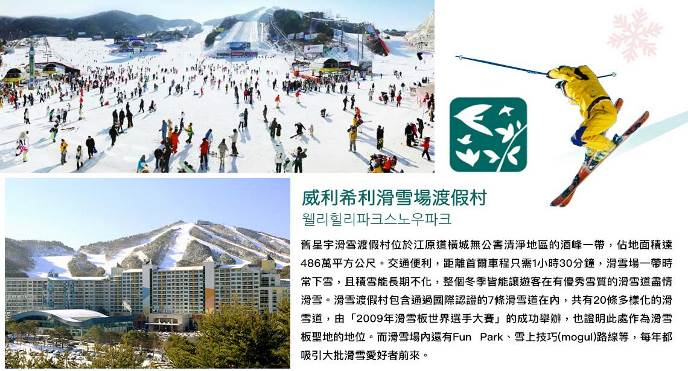 威利希利滑雪場渡假村
웰리힐리파크스노우파크
舊星宇滑雪渡假村位於江原道橫城無公害清淨地區的酒峰一帶，佔地面積達
486萬平方公尺。交通便利，距離首爾車程只需1小時30分鐘，滑雪場一帶時
常下雪，且積雪能長期不化，整個冬季皆能讓遊客在有優秀雪質的滑雪道盡情
滑雪。滑雪渡假村包含通過國際認證的7條滑雪道在內，共有20條多樣化的滑
雪道，由「2009年滑雪板世界選手大賽」的成功舉辦，也證明此處作為滑雪
板聖地的地位。而滑雪場內還有Fun Park、雪上技巧(mogul)路線等，每年都
吸引大批滑雪愛好者前來。